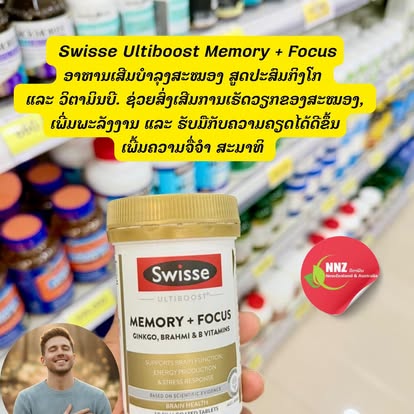 Swisse Ultiboost Memory + Focus
ອາຫານເສີມບຳລຸງສະໝອງ ສູດປະສົມກິງໂກ
ແລະ ວິຕາມິນບີ. ຊ່ວຍສົ່ງເສີມການເຮັດວຽກຂອງສະໝອງ,
ເພີ່ມພະລັງງານ ແລະ ຮັບມືກັບຄວາມຄຽດໄດ້ດີຂຶ້ນ
ເພີ້ມຄວາມຈື່ຈຳ ສະມາທິ
NNZ
NewZealand & Australia
Swisse
ULTIBOOST
MEMORY + FOCUS
GINKGO, BRAHMI & B VITAMINS
SUPPORTS BRAIN FUNCTION,
ENERGY PRODUCTION
& STRESS RESPONSE
BASED ON SCIENTIFIC EVIDENCE
BRAIN HEALTH
TABLETS